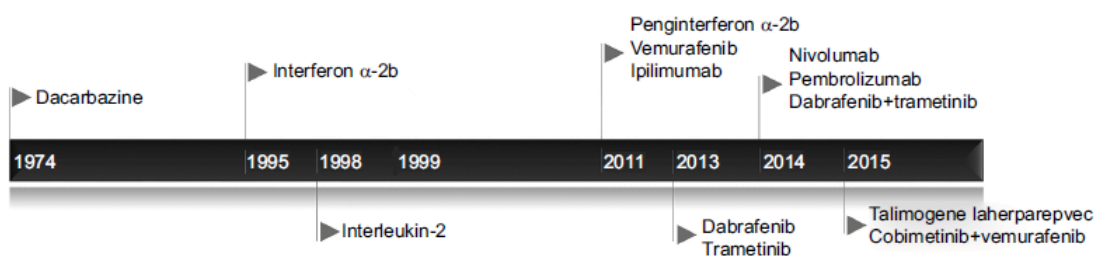 Penginterferon α-2b
Vemurafenib
Ipilimumab
Nivolumab
Pembrolizumab
Dabrafenib+trametinib
Interferon α-2b
Dacarbazine
1974 1995 1998 1999 2011 2013 2014 2015
Interleukin-2
Dabrafenib
Trametinib
Talimogene laherparepvec
Cobimetinib+vemurafenib